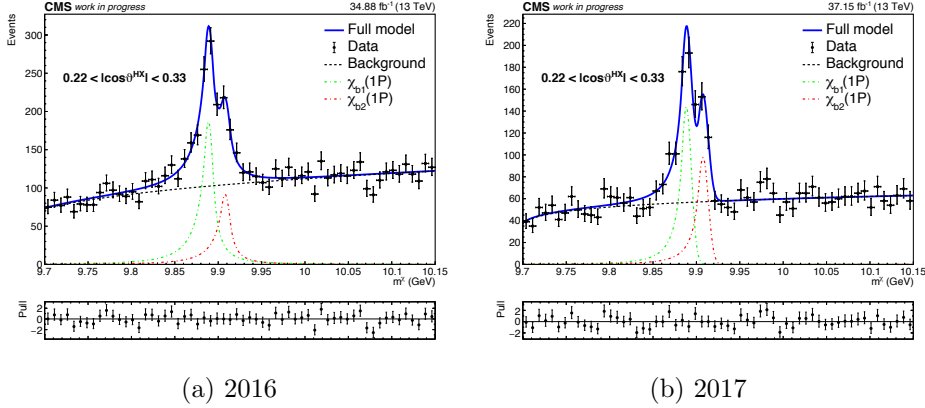 CMS work in progress 34.88 fb⁻¹ (13 TeV)
Events
300
250
200
150
100
50
0
0.22 < |cosϑᴴˣ| < 0.33
Full model
Data
Background
χb1(1P)
χb2(1P)
9.7 9.75 9.8 9.85 9.9 9.95 10 10.05 10.1 10.15
mᵡ (GeV)
Pull
2
0
−2
(a) 2016
CMS work in progress 37.15 fb⁻¹ (13 TeV)
Events
220
200
180
160
140
120
100
80
60
40
20
0
0.22 < |cosϑᴴˣ| < 0.33
Full model
Data
Background
χb1(1P)
χb2(1P)
9.7 9.75 9.8 9.85 9.9 9.95 10 10.05 10.1 10.15
mᵡ (GeV)
Pull
2
0
−2
(b) 2017